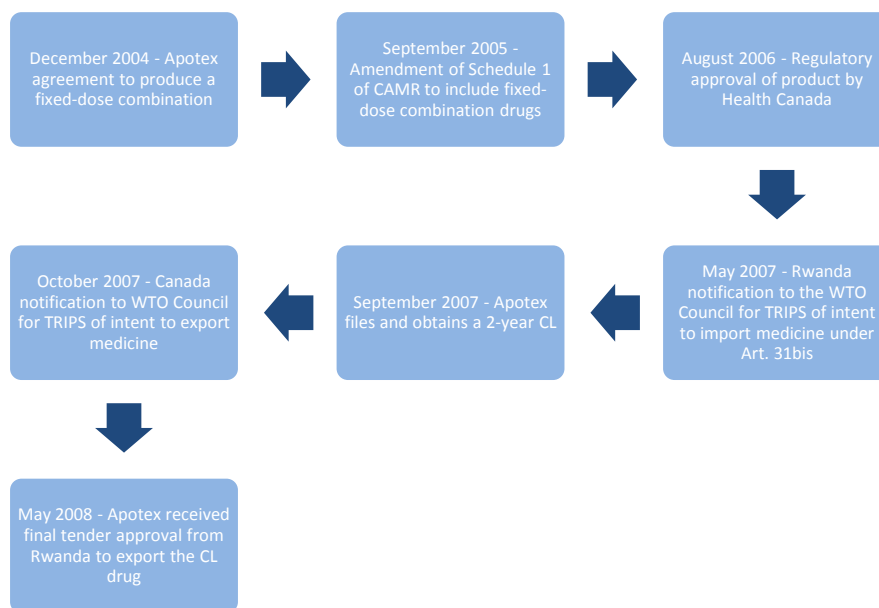 December 2004 - Apotex
agreement to produce a
fixed-dose combination
September 2005 -
Amendment of Schedule 1
of CAMR to include fixed-
dose combination drugs
August 2006 - Regulatory
approval of product by
Health Canada
May 2007 - Rwanda
notification to the WTO
Council for TRIPS of intent
to import medicine under
Art. 31bis
September 2007 - Apotex
files and obtains a 2-year CL
October 2007 - Canada
notification to WTO Council
for TRIPS of intent to export
medicine
May 2008 - Apotex received
final tender approval from
Rwanda to export the CL
drug